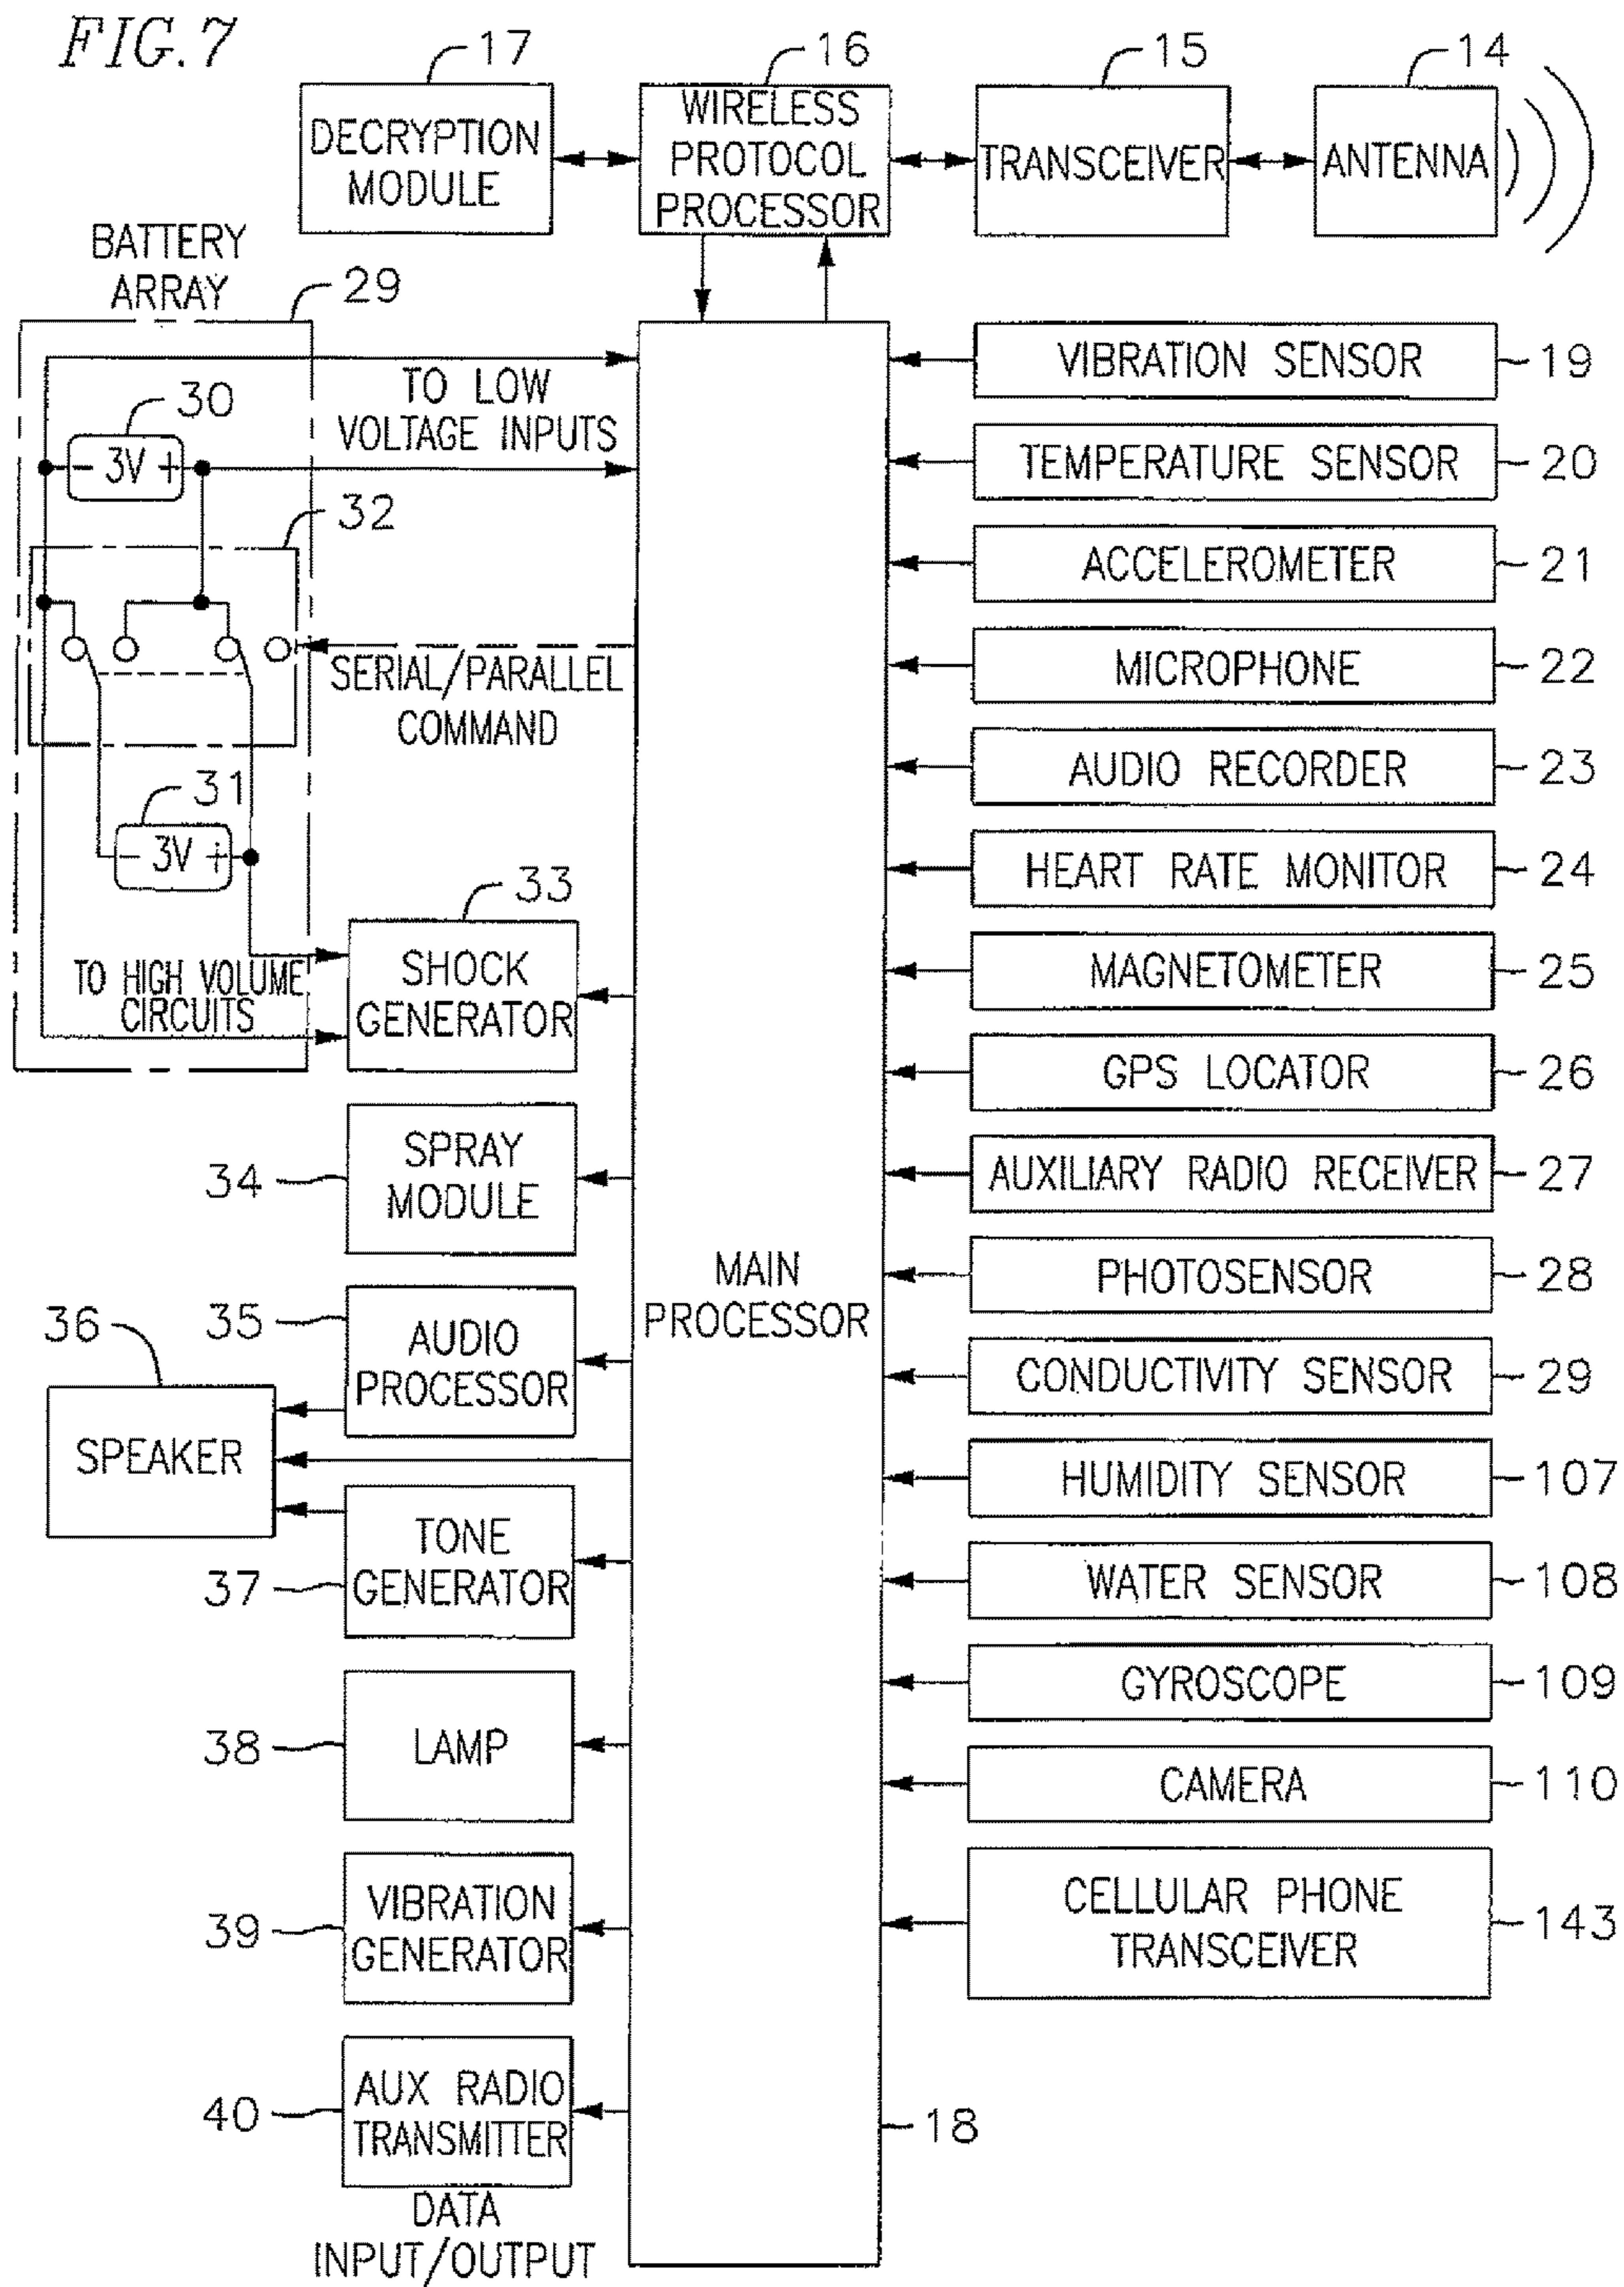 FIG. 7
17
16
15
14
DECRYPTION
MODULE
WIRELESS
PROTOCOL
PROCESSOR
TRANSCEIVER
ANTENNA
BATTERY
ARRAY
29
TO LOW
VOLTAGE INPUTS
30
- 3V +
32
SERIAL/PARALLEL
COMMAND
31
- 3V +
33
TO HIGH VOLUME
CIRCUITS
SHOCK
GENERATOR
34
SPRAY
MODULE
35
AUDIO
PROCESSOR
36
SPEAKER
37
TONE
GENERATOR
38
LAMP
39
VIBRATION
GENERATOR
40
AUX RADIO
TRANSMITTER
DATA
INPUT/OUTPUT
MAIN
PROCESSOR
18
VIBRATION SENSOR
19
TEMPERATURE SENSOR
20
ACCELEROMETER
21
MICROPHONE
22
AUDIO RECORDER
23
HEART RATE MONITOR
24
MAGNETOMETER
25
GPS LOCATOR
26
AUXILIARY RADIO RECEIVER
27
PHOTOSENSOR
28
CONDUCTIVITY SENSOR
29
HUMIDITY SENSOR
107
WATER SENSOR
108
GYROSCOPE
109
CAMERA
110
CELLULAR PHONE
TRANSCEIVER
143